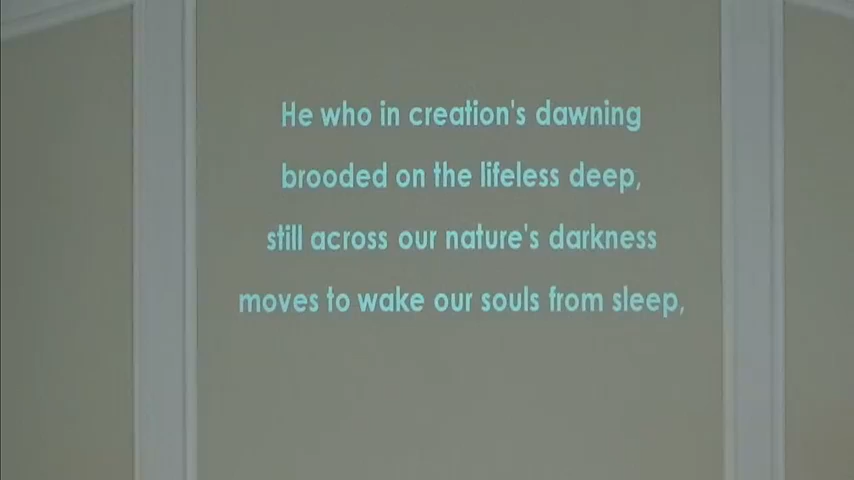 He who in creation's dawning
brooded on the lifeless deep,
still across our nature's darkness
moves to wake our souls from sleep,